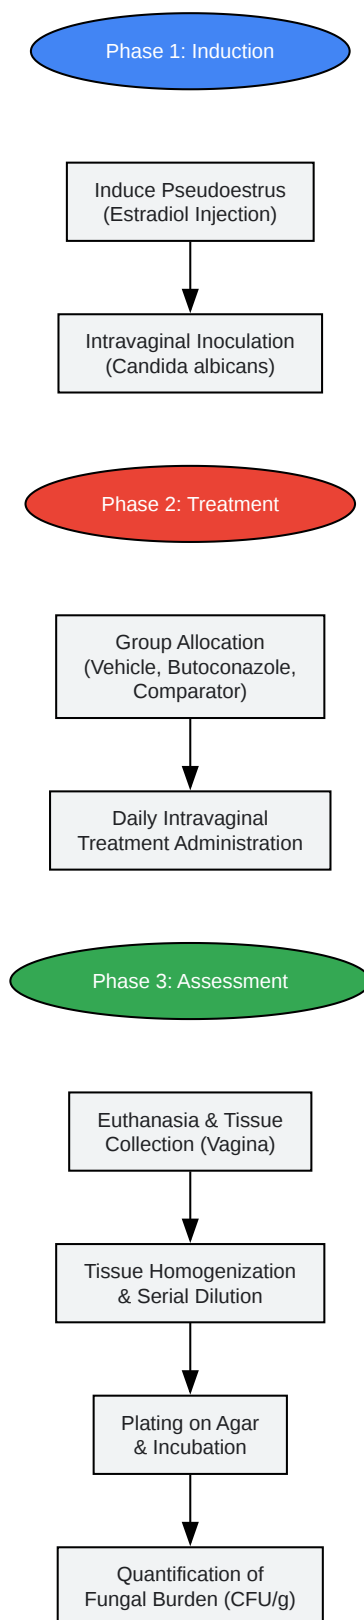 Phase 1: Induction
Induce Pseudoestrus
(Estradiol Injection)
Intravaginal Inoculation
(Candida albicans)
Phase 2: Treatment
Group Allocation
(Vehicle, Butoconazole,
Comparator)
Daily Intravaginal
Treatment Administration
Phase 3: Assessment
Euthanasia & Tissue
Collection (Vagina)
Tissue Homogenization
& Serial Dilution
Plating on Agar
& Incubation
Quantification of
Fungal Burden (CFU/g)